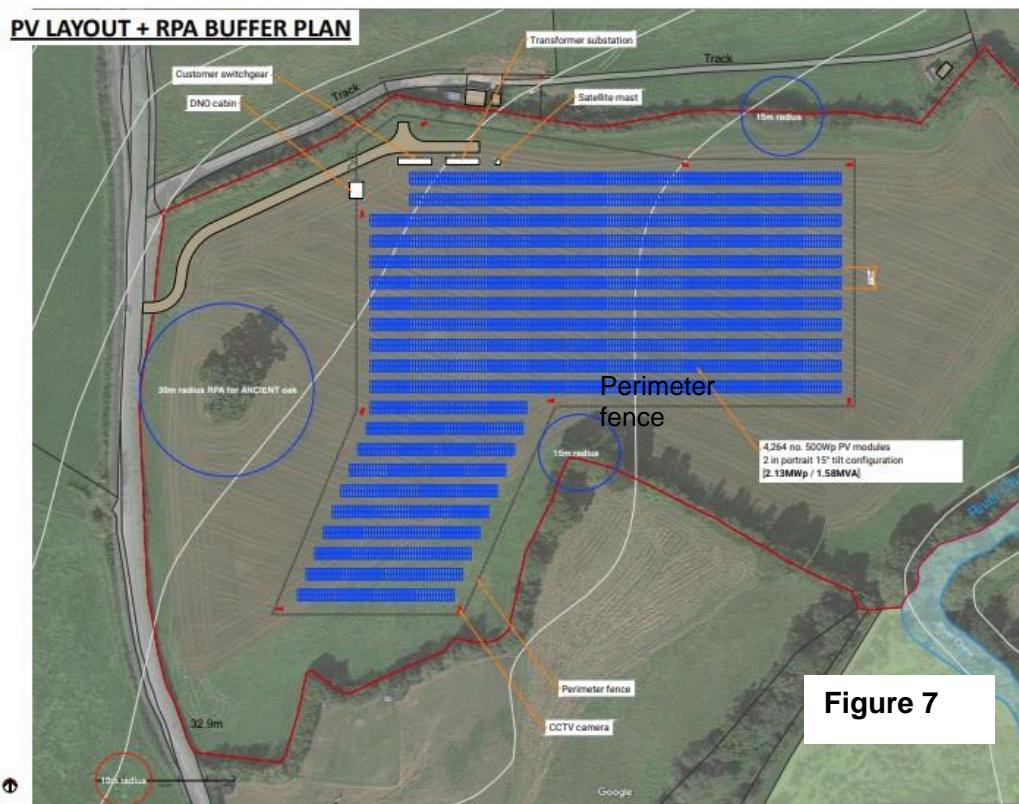 PV LAYOUT + RPA BUFFER PLAN
Transformer substation
Customer switchgear
Track
Track
DNO cabin
Satellite mast
15m radius
30m radius RPA for ANCIENT oak
Perimeter
fence
15m radius
4,264 no. 500Wp PV modules
2 in portrait 15° tilt configuration
[2.13MWp / 1.58MVA]
Perimeter fence
CCTV camera
32.9m
10m radius
Figure 7
Google